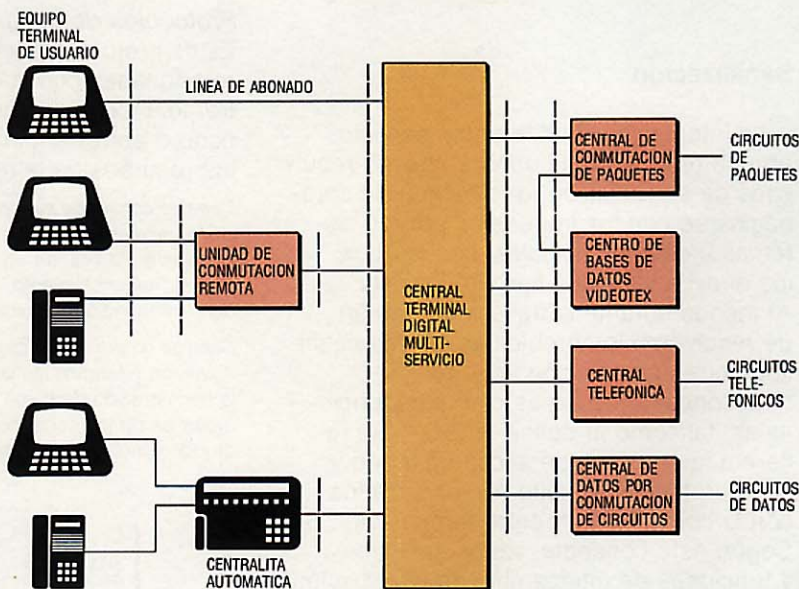 EQUIPO
TERMINAL
DE USUARIO
LINEA DE ABONADO
UNIDAD DE
CONMUTACION
REMOTA
CENTRALITA
AUTOMATICA
CENTRAL
TERMINAL
DIGITAL
MULTI-
SERVICIO
CENTRAL DE
CONMUTACION
DE PAQUETES
CIRCUITOS
DE
PAQUETES
CENTRO DE
BASES DE
DATOS
VIDEOTEX
CENTRAL
TELEFONICA
CIRCUITOS
TELE-
FONICOS
CENTRAL DE
DATOS POR
CONMUTACION
DE CIRCUITOS
CIRCUITOS
DE DATOS